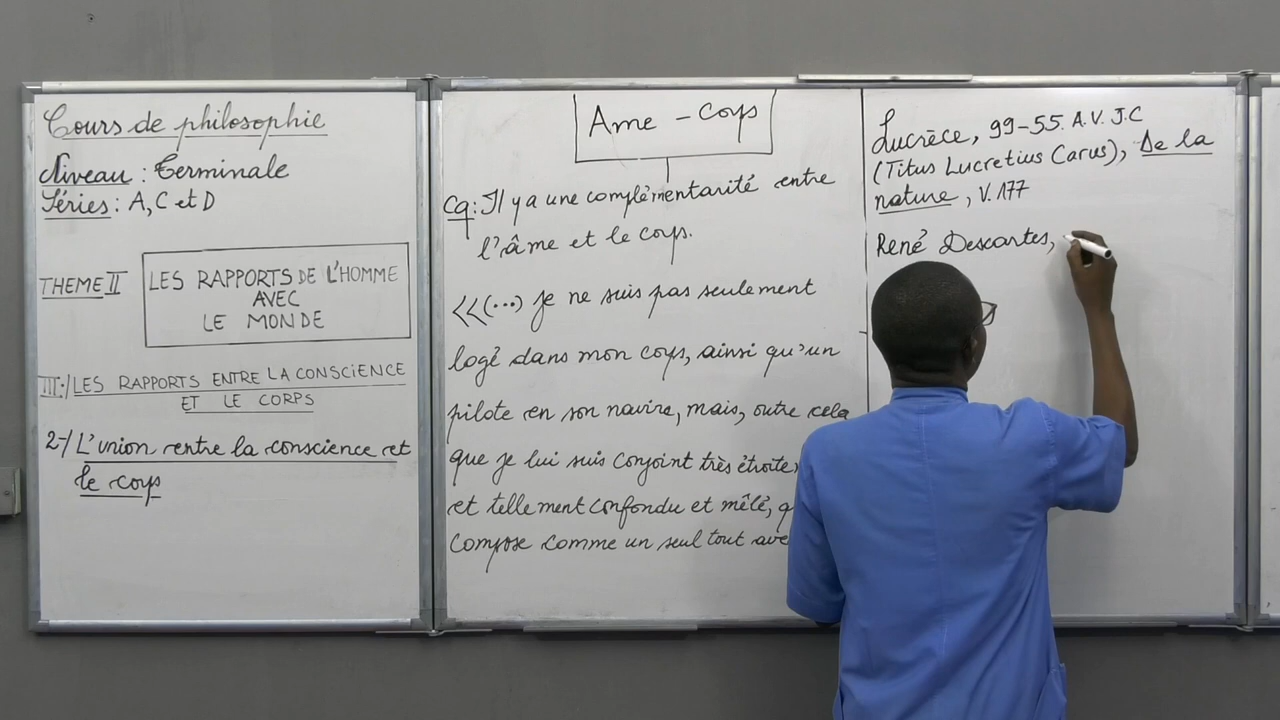 Cours de philosophie
Niveau : Terminale
Séries : A, C et D
THEME II
LES RAPPORTS DE L'HOMME
AVEC
LE MONDE
III-/ LES RAPPORTS ENTRE LA CONSCIENCE
ET LE CORPS
2-/ L'union entre la conscience et
le corps
Ame - Corps
Cq : Il y a une complémentarité entre
l'âme et le corps.
<<(...) Je ne suis pas seulement
logé dans mon corps, ainsi qu'un
pilote en son navire, mais, outre cela
que je lui suis conjoint très
et tellement confondu et mêlé,
compose comme un seul tout
Lucrèce, 99-55. A.V. J.C
(Titus Lucretius Carus), De la
nature, V. 177
René Descartes,